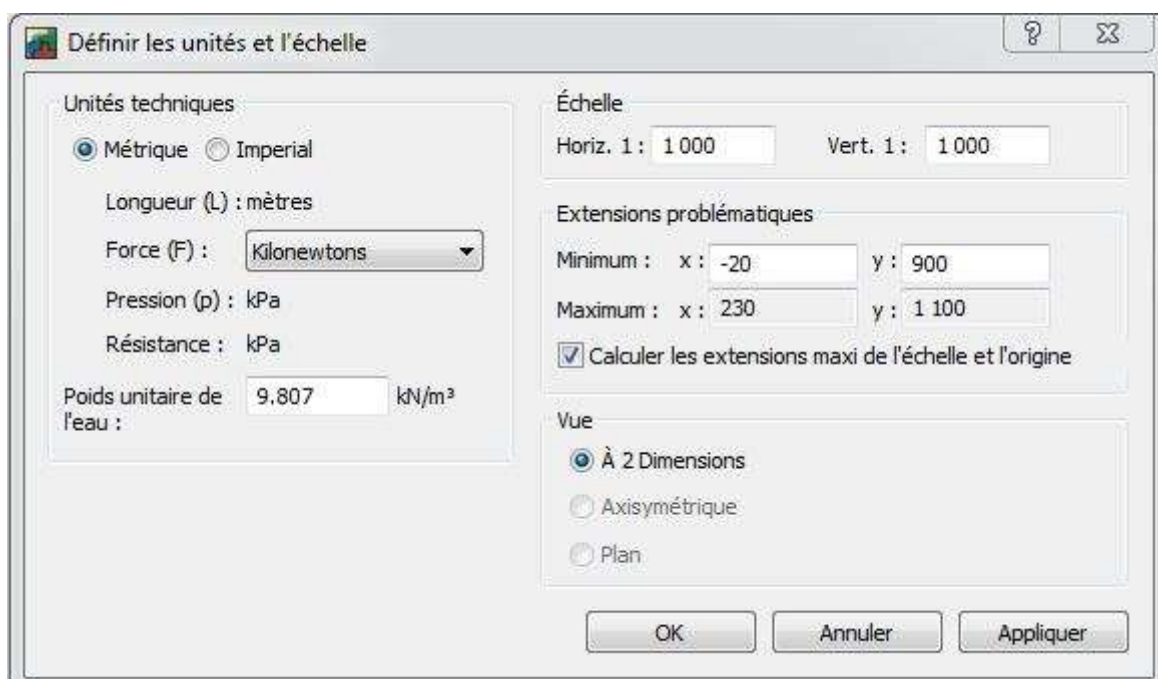 Définir les unités et l'échelle
Unités techniques
Métrique Imperial
Longueur (L) : mètres
Force (F) : Kilonewtons
Pression (p) : kPa
Résistance : kPa
Poids unitaire de l'eau : 9.807 kN/m³
Échelle
Horiz. 1 : 1 000 Vert. 1 : 1 000
Extensions problématiques
Minimum : x : -20 y : 900
Maximum : x : 230 y : 1 100
Calculer les extensions maxi de l'échelle et l'origine
Vue
À 2 Dimensions
Axisymétrique
Plan
OK Annuler Appliquer